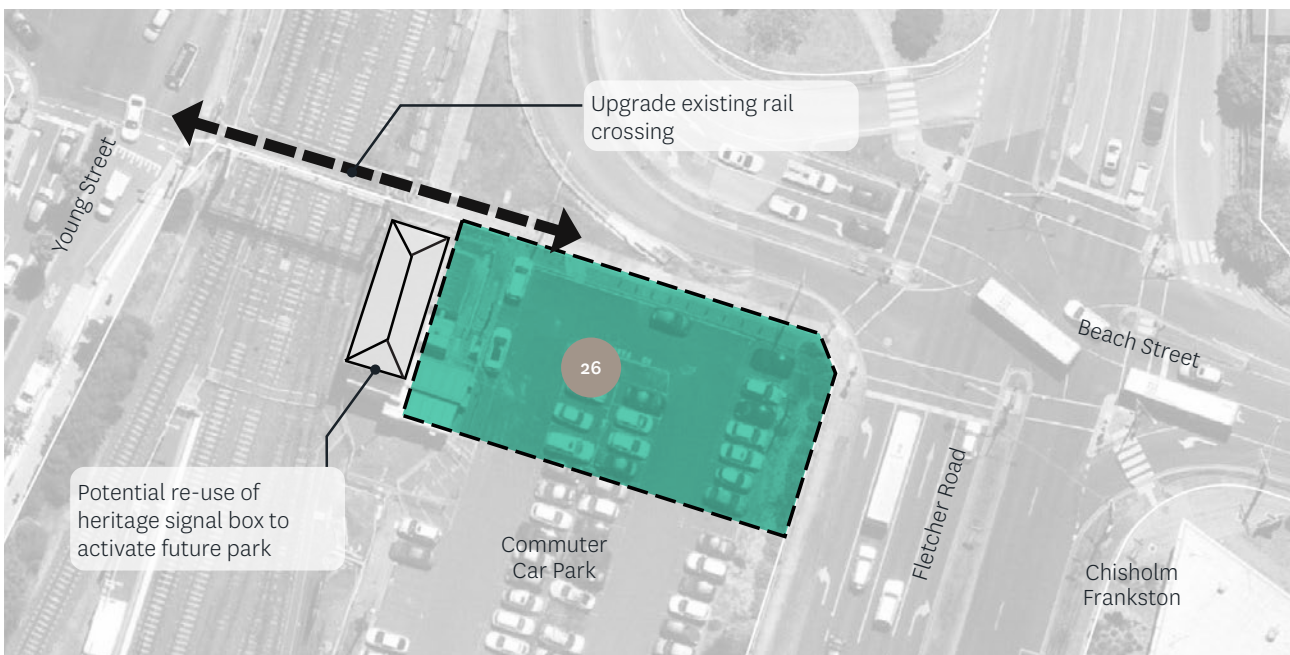 Upgrade existing rail
crossing
Young Street
26
Beach Street
Potential re-use of
heritage signal box to
activate future park
Commuter
Car Park
Fletcher Road
Chisholm
Frankston